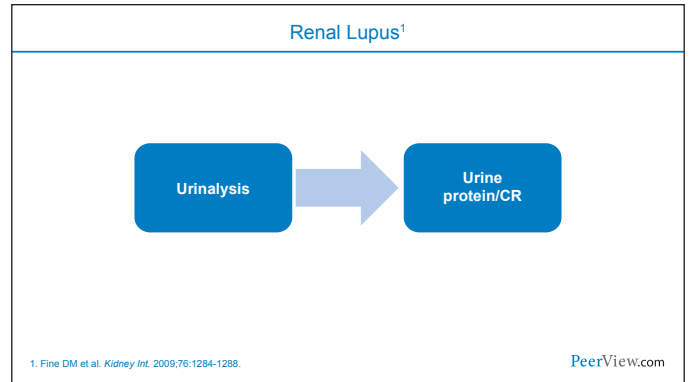 Renal Lupus¹
Urinalysis
Urine
protein/CR
1. Fine DM et al. Kidney Int. 2009;76:1284-1288.
PeerView.com